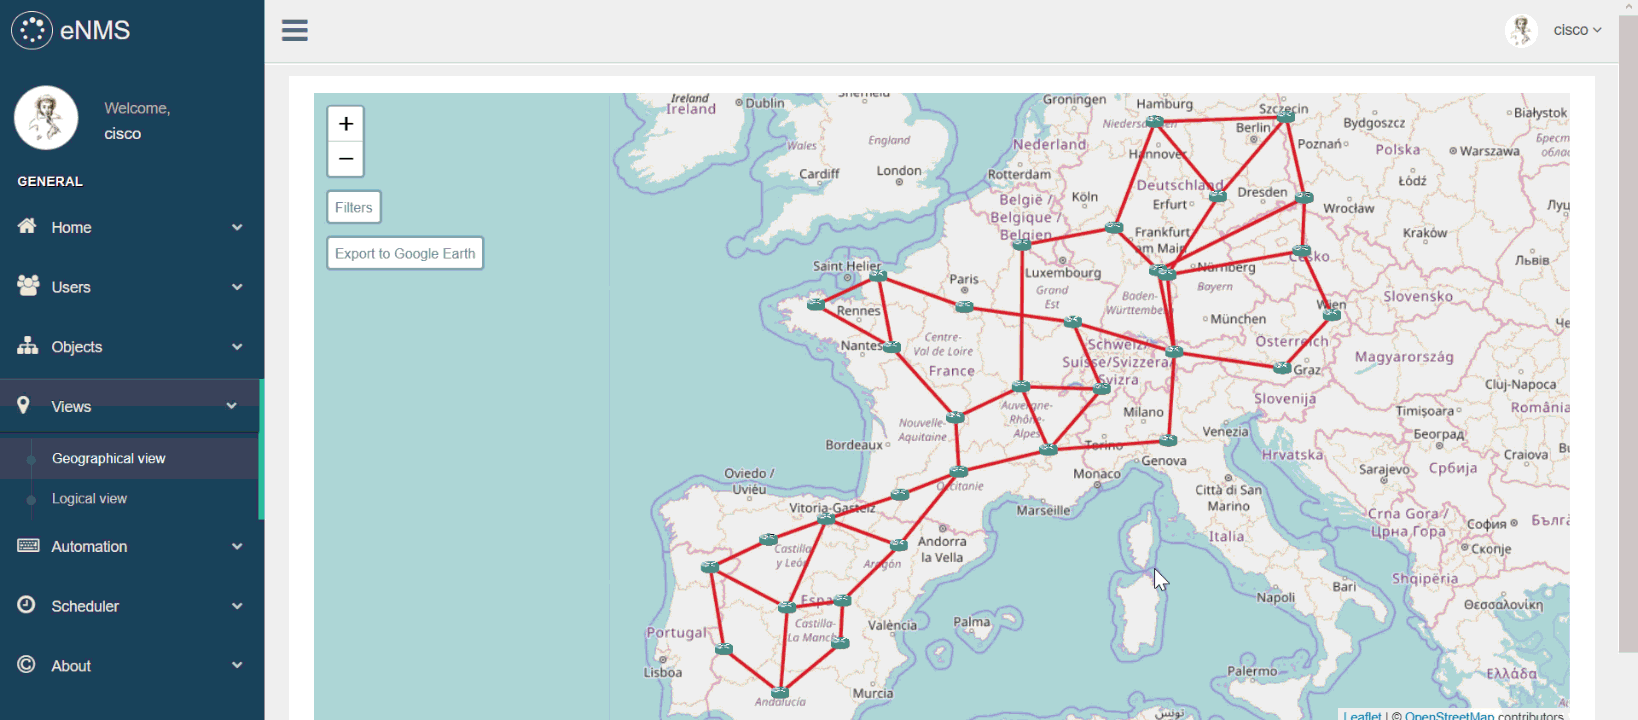 eNMS
cisco
Welcome,
cisco
GENERAL
Home
Users
Objects
Views
Geographical view
Logical view
Automation
Scheduler
About
+
−
Filters
Export to Google Earth
Ireland
Ireland
Dublin
Sheffield
Groningen
Hamburg
Szczecin
Białystok
England
Wales
Cardiff
London
Nederland
Rotterdam
Hannover
Berlin
Poznań
Bydgoszcz
Polska
Warszawa
Łódź
België /
Belgique /
Belgien
Köln
Deutschland
Erfurt
Dresden
Wrocław
Kraków
Frankfurt
am Main
Česko
Nürnberg
Bayern
Львів
Saint Helier
Paris
Luxembourg
Grand
Est
Baden-
Württemberg
Rennes
München
Wien
Slovensko
Nantes
Centre-
Val de Loire
France
Schweiz/
Suisse/Svizzera/
Svizra
Österreich
Graz
Magyarország
Cluj-Napoca
România
Slovenija
Timișoara
Nouvelle-
Aquitaine
Auvergne-
Rhône-
Alpes
Milano
Venezia
Hrvatska
Београд
Craiova
Bordeaux
Torino
Genova
Monaco
Sarajevo
Србија
Oviedo /
Uviéu
Occitanie
Marseille
Città di San
Marino
Crna Gora /
Црна Гора
София
Скопје
Vitoria-Gasteiz
Andorra
la Vella
Italia
Castilla
y León
Aragón
Shqipëria
Bari
Napoli
Θεσσαλονίκη
España
Castilla-
La Mancha
València
Palma
Portugal
Lisboa
Palermo
Ελλάδα
Murcia
Andalucía
تونس
Leaflet | © OpenStreetMap contributors